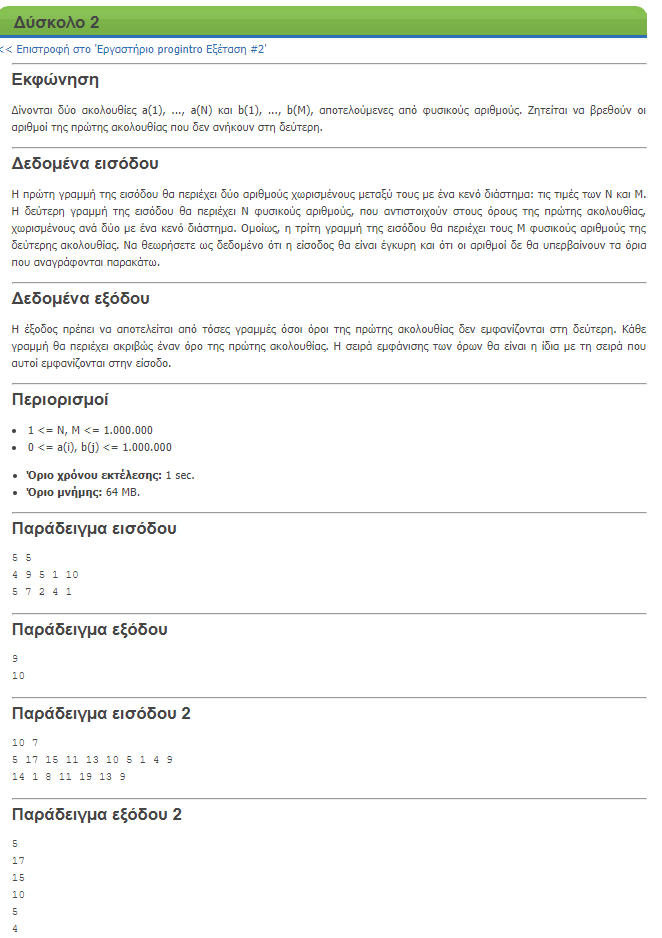 Δύσκολο 2
<< Επιστροφή στο 'Εργαστήριο progintro Εξέταση #2'
Εκφώνηση
Δίνονται δύο ακολουθίες a(1), ..., a(N) και b(1), ..., b(M), αποτελούμενες από φυσικούς αριθμούς. Ζητείται να βρεθούν οι
αριθμοί της πρώτης ακολουθίας που δεν ανήκουν στη δεύτερη.
Δεδομένα εισόδου
Η πρώτη γραμμή της εισόδου θα περιέχει δύο αριθμούς χωρισμένους μεταξύ τους με ένα κενό διάστημα: τις τιμές των N και M.
Η δεύτερη γραμμή της εισόδου θα περιέχει N φυσικούς αριθμούς, που αντιστοιχούν στους όρους της πρώτης ακολουθίας,
χωρισμένους ανά δύο με ένα κενό διάστημα. Ομοίως, η τρίτη γραμμή της εισόδου θα περιέχει τους M φυσικούς αριθμούς της
δεύτερης ακολουθίας. Να θεωρήσετε ως δεδομένο ότι η είσοδος θα είναι έγκυρη και ότι οι αριθμοί δε θα υπερβαίνουν τα όρια
που αναγράφονται παρακάτω.
Δεδομένα εξόδου
Η έξοδος πρέπει να αποτελείται από τόσες γραμμές όσοι όροι της πρώτης ακολουθίας δεν εμφανίζονται στη δεύτερη. Κάθε
γραμμή θα περιέχει ακριβώς έναν όρο της πρώτης ακολουθίας. Η σειρά εμφάνισης των όρων θα είναι η ίδια με τη σειρά που
αυτοί εμφανίζονται στην είσοδο.
Περιορισμοί
• 1 <= N, M <= 1.000.000
• 0 <= a(i), b(j) <= 1.000.000
• Όριο χρόνου εκτέλεσης: 1 sec.
• Όριο μνήμης: 64 MB.
Παράδειγμα εισόδου
5 5
4 9 5 1 10
5 7 2 4 1
Παράδειγμα εξόδου
9
10
Παράδειγμα εισόδου 2
10 7
5 17 15 11 13 10 5 1 4 9
14 1 8 11 19 13 9
Παράδειγμα εξόδου 2
5
17
15
10
5
4